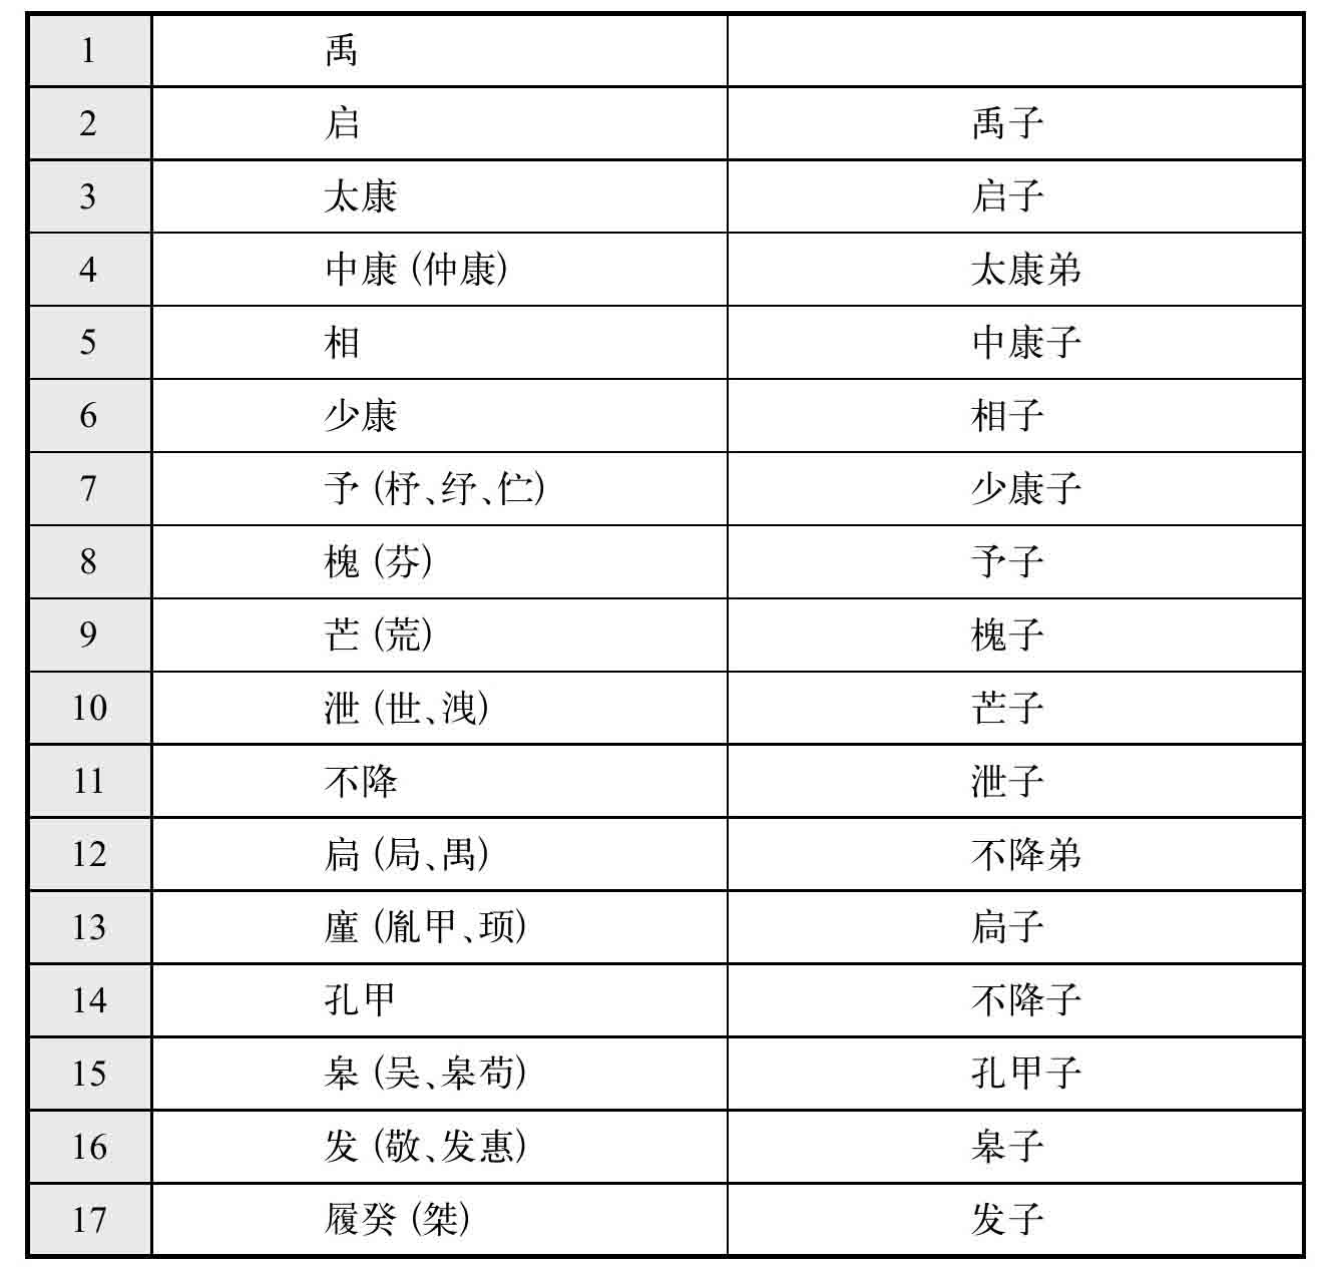 1 禹
2 启 禹子
3 太康 启子
4 中康（仲康） 太康弟
5 相 中康子
6 少康 相子
7 予（杼、纾、伫） 少康子
8 槐（芬） 予子
9 芒（荒） 槐子
10 泄（世、洩） 芒子
11 不降 泄子
12 扃（局、禺） 不降弟
13 廑（胤甲、顼） 扃子
14 孔甲 不降子
15 皋（吴、皋苟） 孔甲子
16 发（敬、发惠） 皋子
17 履癸（桀） 发子